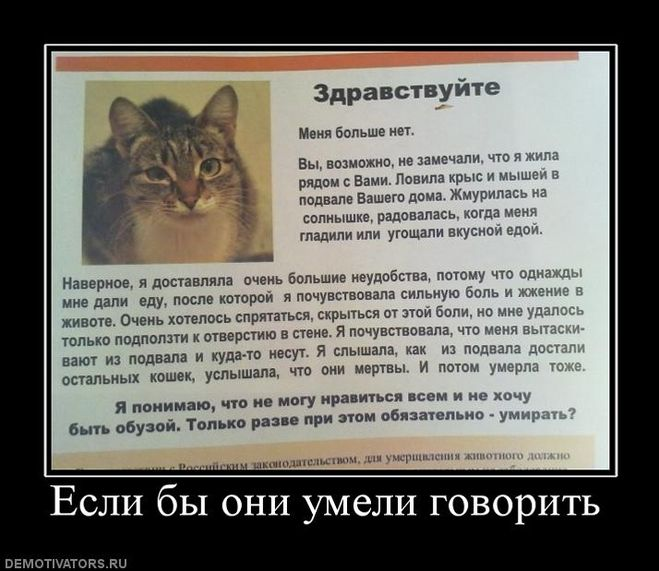 Здравствуйте
Меня больше нет.
Вы, возможно, не замечали, что я жила
рядом с Вами. Ловила крыс и мышей в
подвале Вашего дома. Жмурилась на
солнышке, радовалась, когда меня
гладили или угощали вкусной едой.
Наверное, я доставляла очень большие неудобства, потому что однажды
мне дали еду, после которой я почувствовала сильную боль и жжение в
животе. Очень хотелось спрятаться, скрыться от этой боли, но мне удалось
только подползти к отверстию в стене. Я почувствовала, что меня вытаски-
вают из подвала и куда-то несут. Я слышала, как из подвала достали
остальных кошек, услышала, что они мертвы. И потом умерла тоже.
Я понимаю, что не могу нравиться всем и не хочу
быть обузой. Только разве при этом обязательно - умирать?
с Российским законодательством, для умерщвления животного должно
Если бы они умели говорить
DEMOTIVATORS.RU